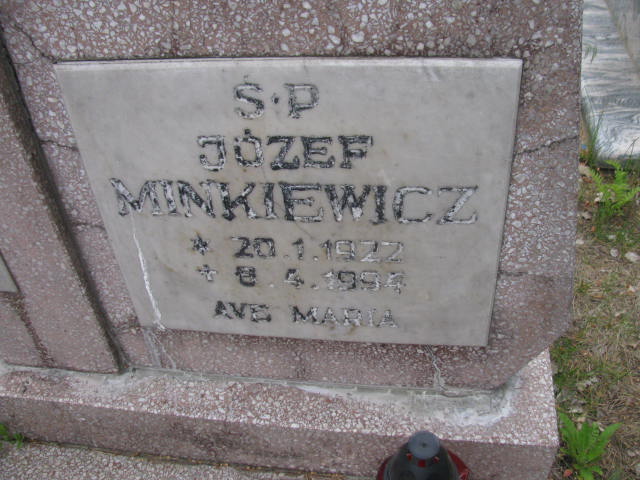 Ś·P
JÓZEF
MINKIEWICZ
* 20.1.1922
+ 8.4.1994
AVE MARIA